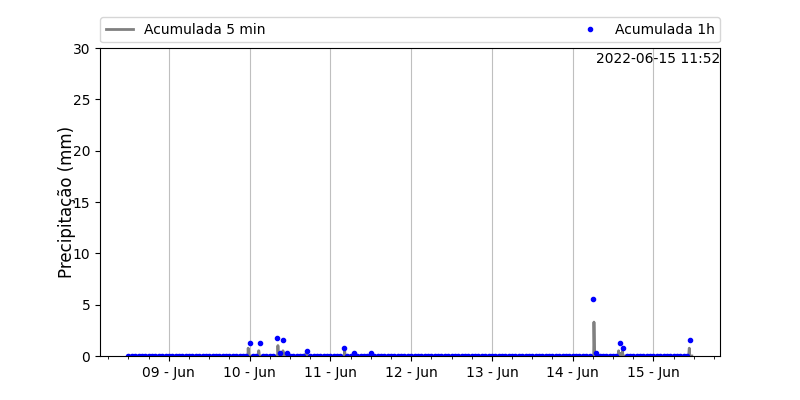 Acumulada 5 min
Acumulada 1h
2022-06-15 11:52
Precipitação (mm)
30
25
20
15
10
5
0
09 - Jun
10 - Jun
11 - Jun
12 - Jun
13 - Jun
14 - Jun
15 - Jun